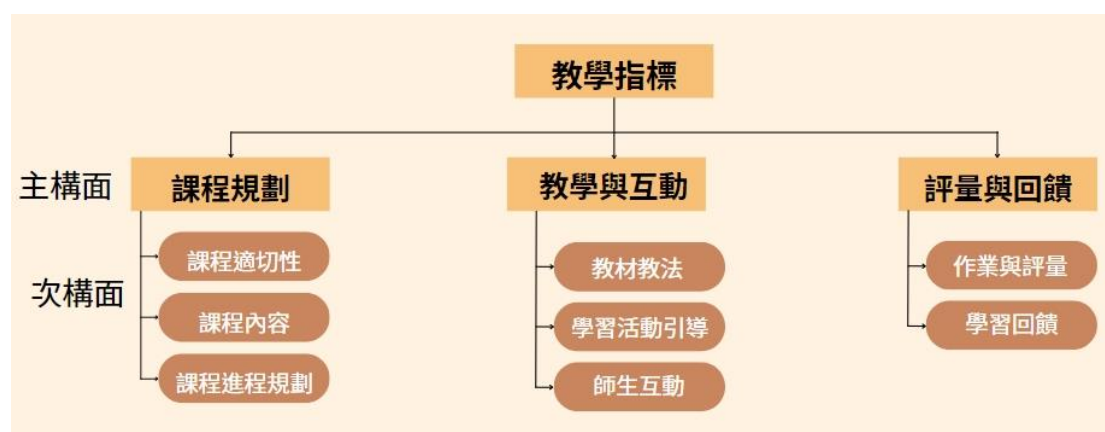 教學指標
主構面
課程規劃
教學與互動
評量與回饋
次構面
課程適切性
課程內容
課程進程規劃
教材教法
學習活動引導
師生互動
作業與評量
學習回饋